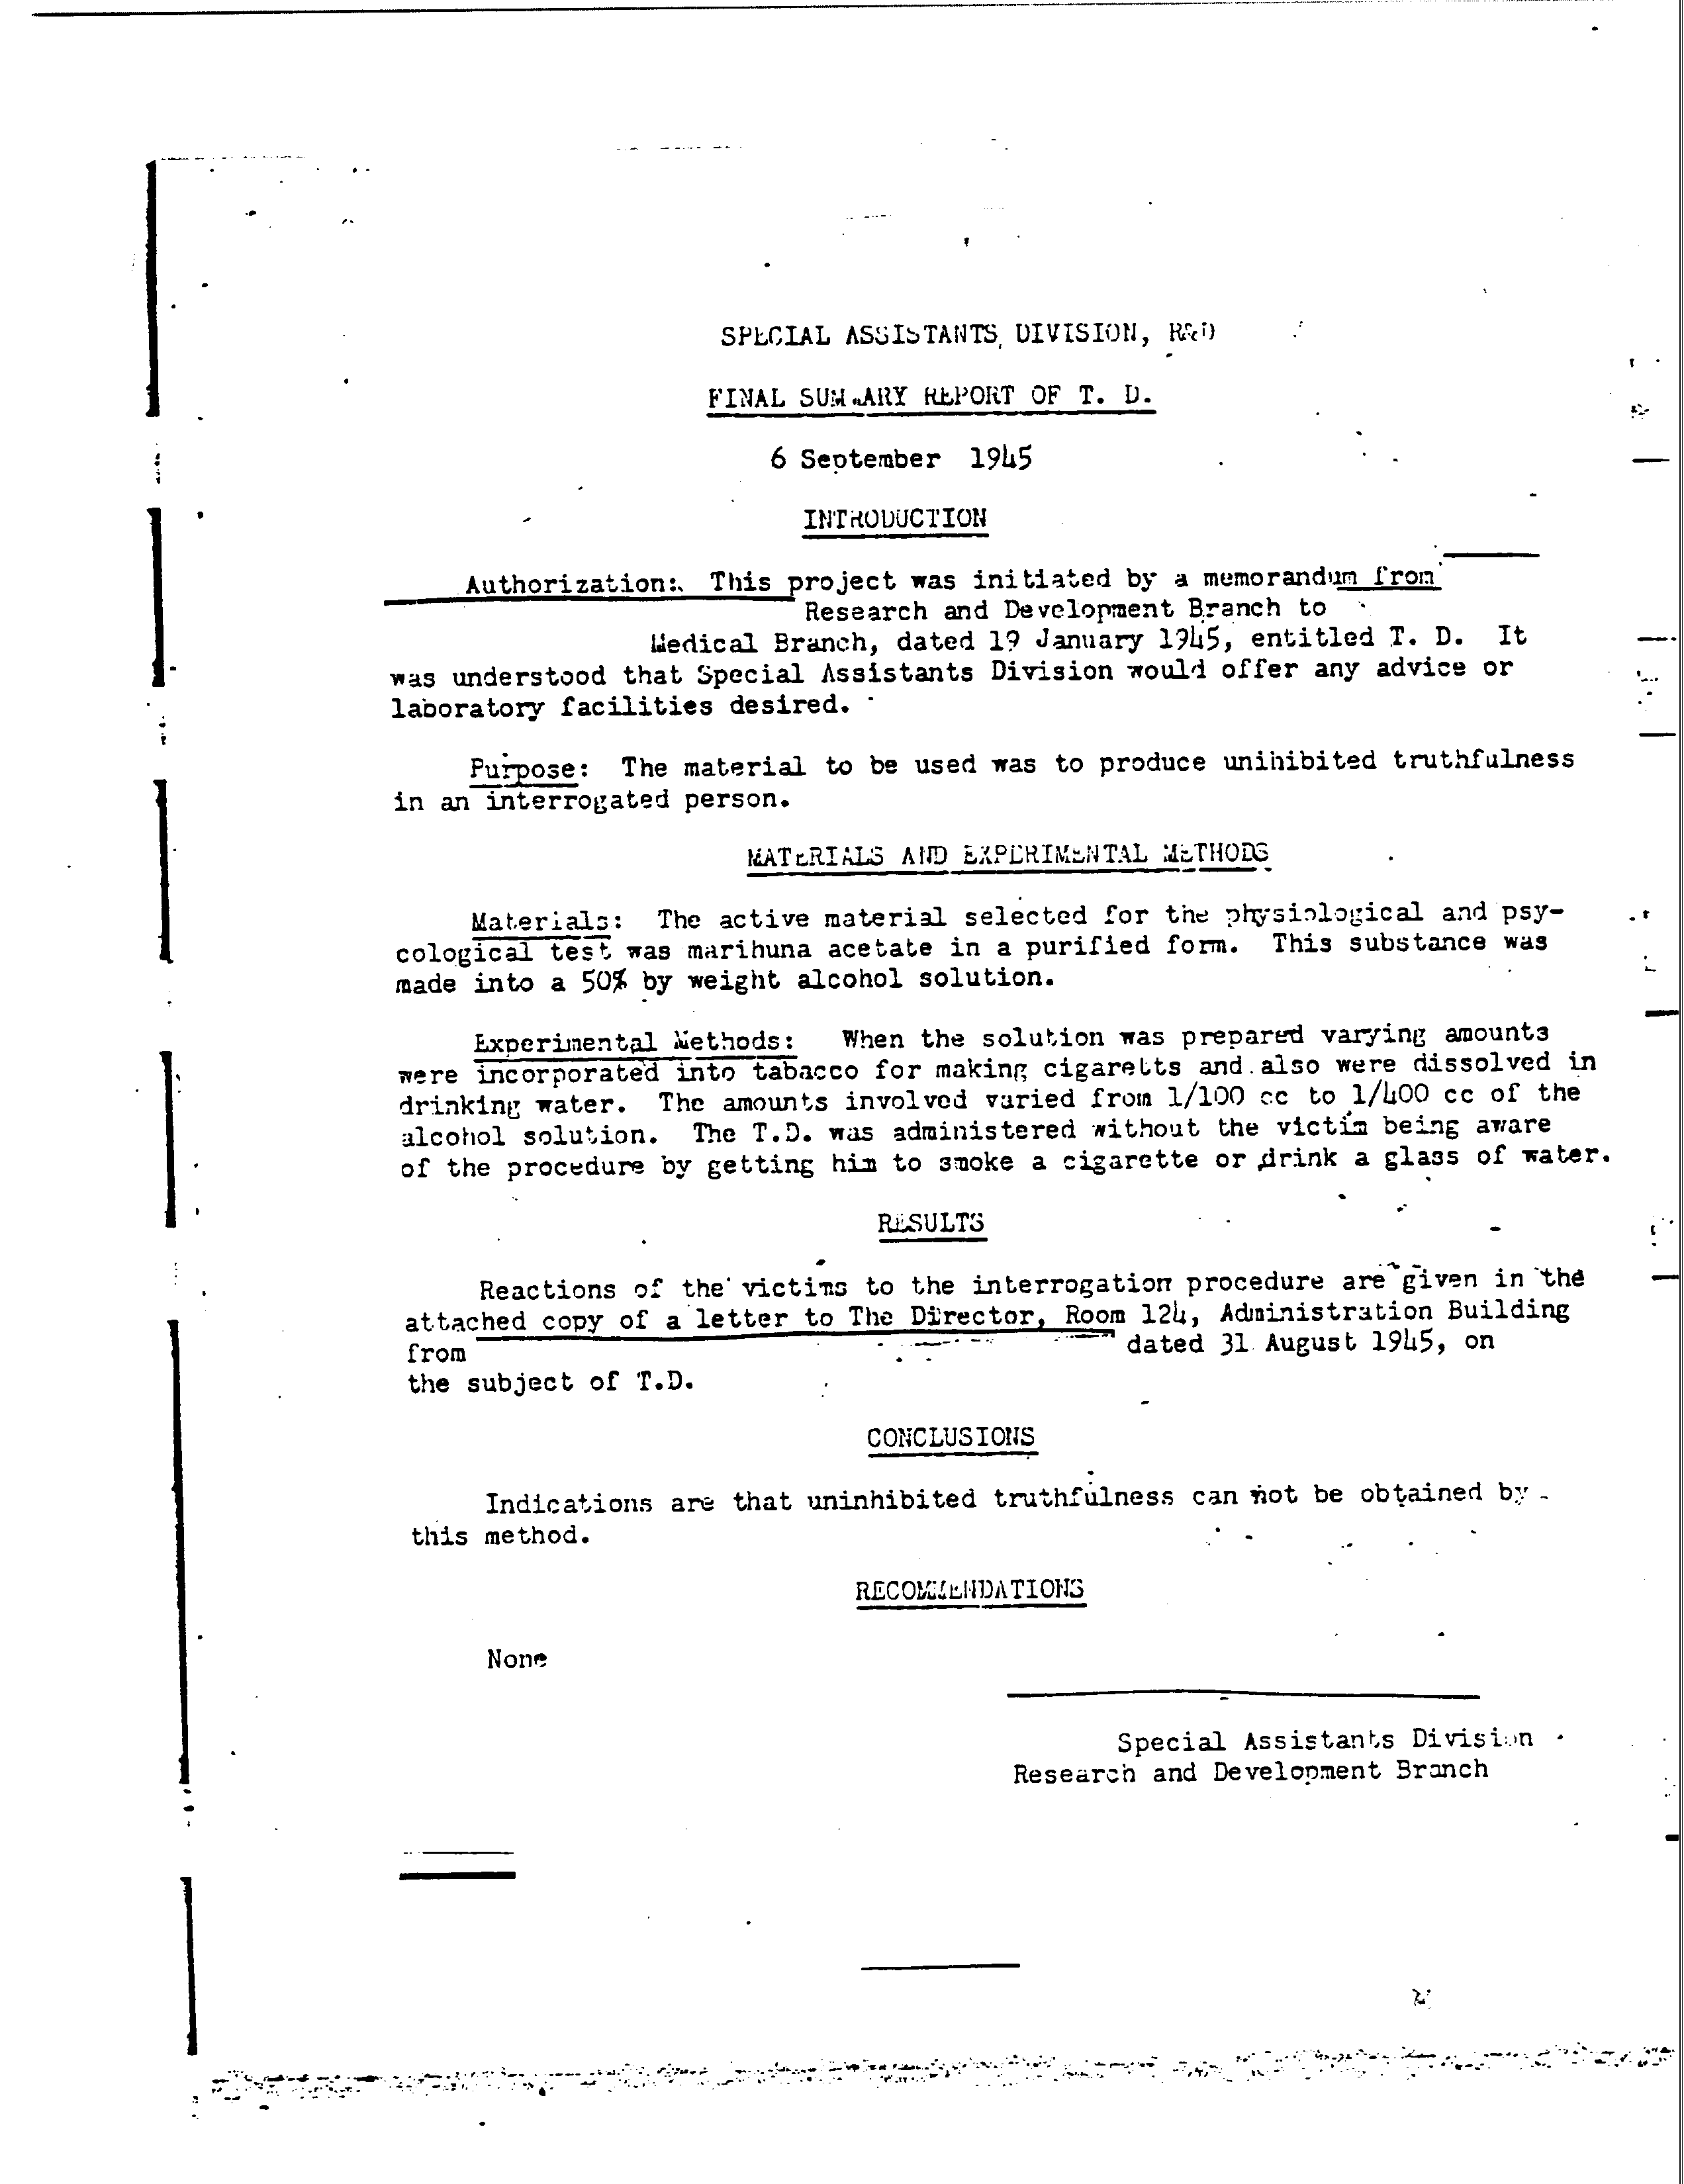 SPECIAL ASSISTANTS DIVISION, R&D
FINAL SUMMARY REPORT OF T. D.
6 September 1945
INTRODUCTION
Authorization: This project was initiated by a memorandum from
Research and Development Branch to
Medical Branch, dated 19 January 1945, entitled T. D. It
was understood that Special Assistants Division would offer any advice or
laboratory facilities desired.
Purpose: The material to be used was to produce uninibited truthfulness
in an interrogated person.
MATERIALS AND EXPERIMENTAL METHODS
Materials: The active material selected for the physiological and psy-
cological test was marihuna acetate in a purified form. This substance was
made into a 50% by weight alcohol solution.
Experimental Methods: When the solution was prepared varying amounts
were incorporated into tabacco for making cigaretts and also were dissolved in
drinking water. The amounts involved varied from 1/100 cc to 1/400 cc of the
alcohol solution. The T.D. was administered without the victim being aware
of the procedure by getting him to smoke a cigarette or drink a glass of water.
RESULTS
Reactions of the victims to the interrogation procedure are given in the
attached copy of a letter to The Director, Room 124, Administration Building
from dated 31 August 1945, on
the subject of T.D.
CONCLUSIONS
Indications are that uninhibited truthfulness can not be obtained by
this method.
RECOMMENDATIONS
None
Special Assistants Division
Research and Development Branch